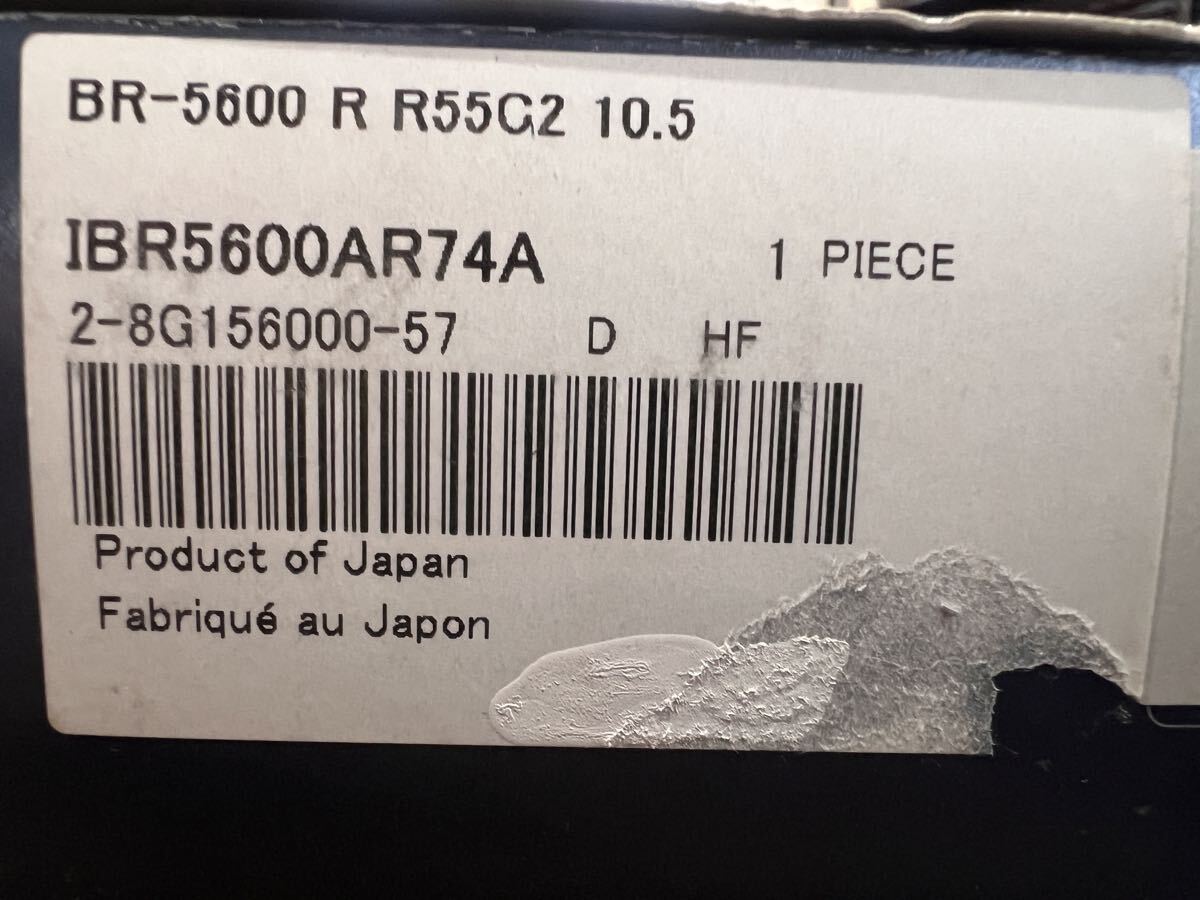 BR-5600 R R55C2 10.5
IBR5600AR74A 1 PIECE
2-8G156000-57 D HF
Product of Japan
Fabriqué au Japon